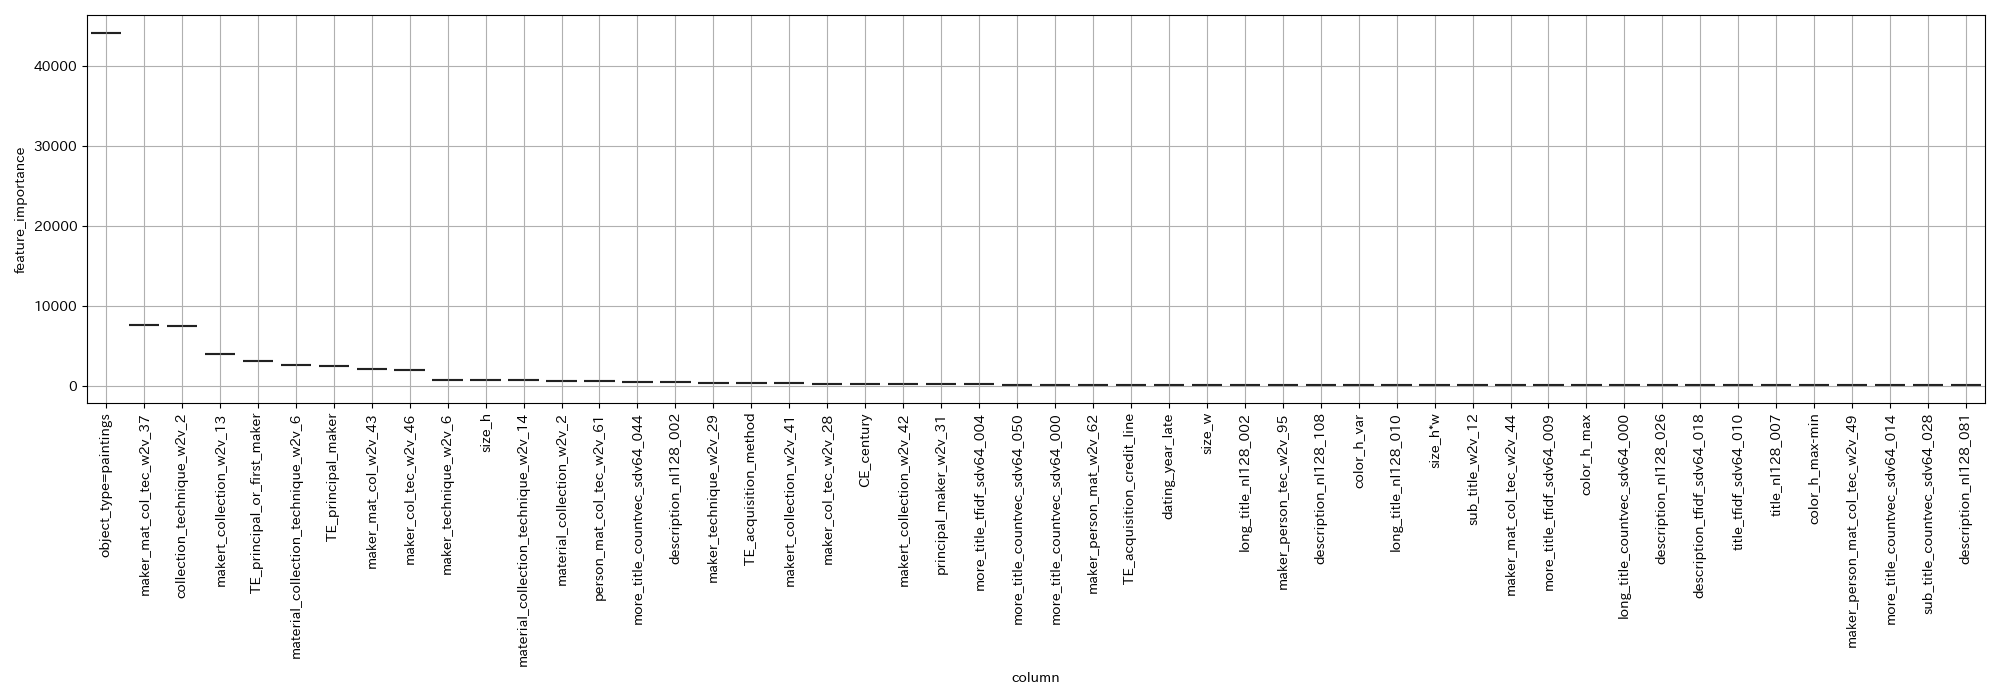 feature_importance
40000
30000
20000
10000
0
object_type=paintings
maker_mat_col_tec_w2v_37
collection_technique_w2v_2
makert_collection_w2v_13
TE_principal_or_first_maker
material_collection_technique_w2v_6
TE_principal_maker
maker_mat_col_w2v_43
maker_col_tec_w2v_46
maker_technique_w2v_6
size_h
material_collection_technique_w2v_14
material_collection_w2v_2
person_mat_col_tec_w2v_61
more_title_countvec_sdv64_044
description_nl128_002
maker_technique_w2v_29
TE_acquisition_method
makert_collection_w2v_41
maker_col_tec_w2v_28
CE_century
makert_collection_w2v_42
principal_maker_w2v_31
more_title_tfidf_sdv64_004
more_title_countvec_sdv64_050
more_title_countvec_sdv64_000
maker_person_mat_w2v_62
TE_acquisition_credit_line
dating_year_late
size_w
long_title_nl128_002
maker_person_tec_w2v_95
description_nl128_108
color_h_var
long_title_nl128_010
size_h*w
sub_title_w2v_12
maker_mat_col_tec_w2v_44
more_title_tfidf_sdv64_009
color_h_max
long_title_countvec_sdv64_000
description_nl128_026
description_tfidf_sdv64_018
title_tfidf_sdv64_010
title_nl128_007
color_h_max-min
maker_person_mat_col_tec_w2v_49
more_title_countvec_sdv64_014
sub_title_countvec_sdv64_028
description_nl128_081
column